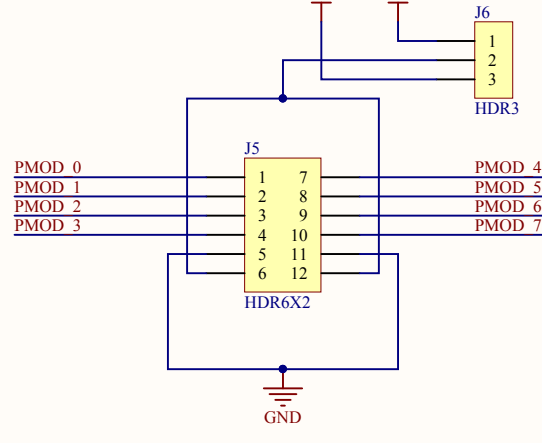 J6
1
2
3
HDR3
J5
PMOD_0 1 7 PMOD_4
PMOD_1 2 8 PMOD_5
PMOD_2 3 9 PMOD_6
PMOD_3 4 10 PMOD_7
5 11
6 12
HDR6X2
GND